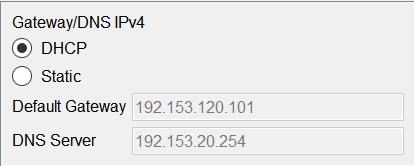 Gateway/DNS IPv4
DHCP
Static
Default Gateway 192.153.120.101
DNS Server 192.153.20.254